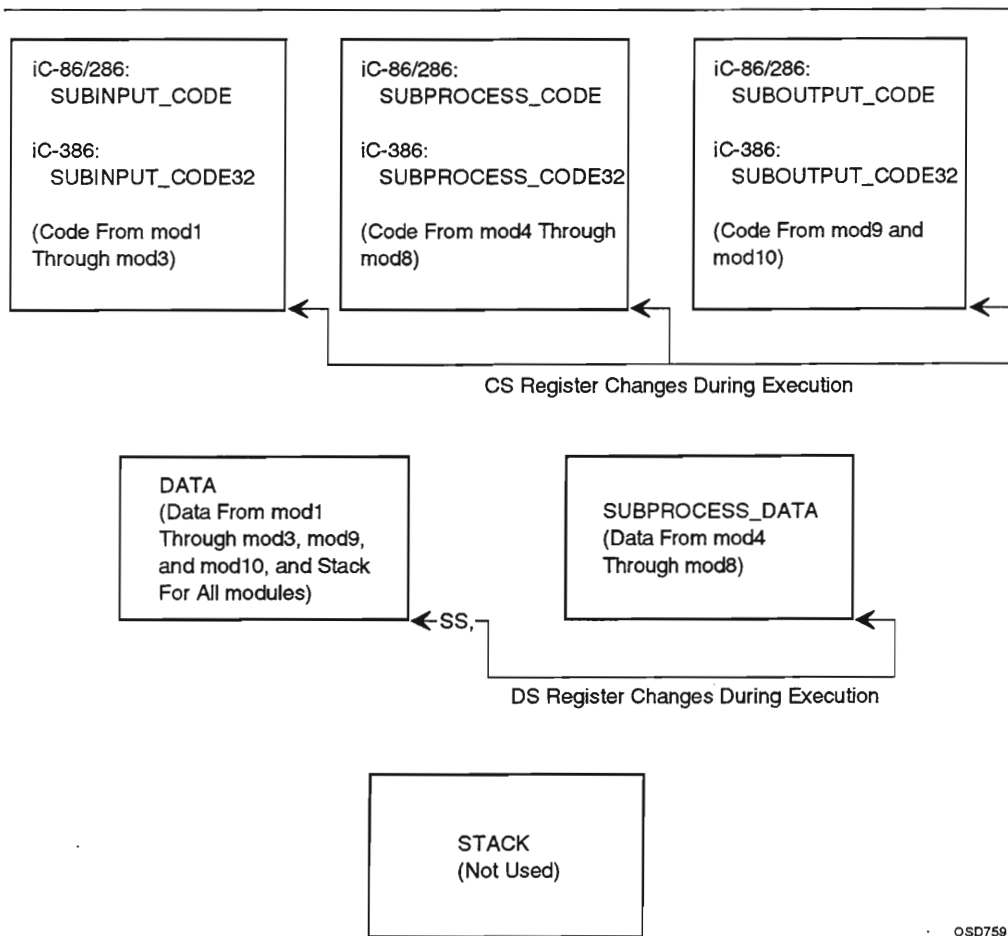 iC-86/286:
SUBINPUT_CODE
iC-386:
SUBINPUT_CODE32
(Code From mod1
Through mod3)
iC-86/286:
SUBPROCESS_CODE
iC-386:
SUBPROCESS_CODE32
(Code From mod4 Through
mod8)
iC-86/286:
SUBOUTPUT_CODE
iC-386:
SUBOUTPUT_CODE32
(Code From mod9 and
mod10)
CS Register Changes During Execution
DATA
(Data From mod1
Through mod3, mod9,
and mod10, and Stack
For All modules)
SUBPROCESS_DATA
(Data From mod4
Through mod8)
SS,
DS Register Changes During Execution
STACK
(Not Used)
OSD759